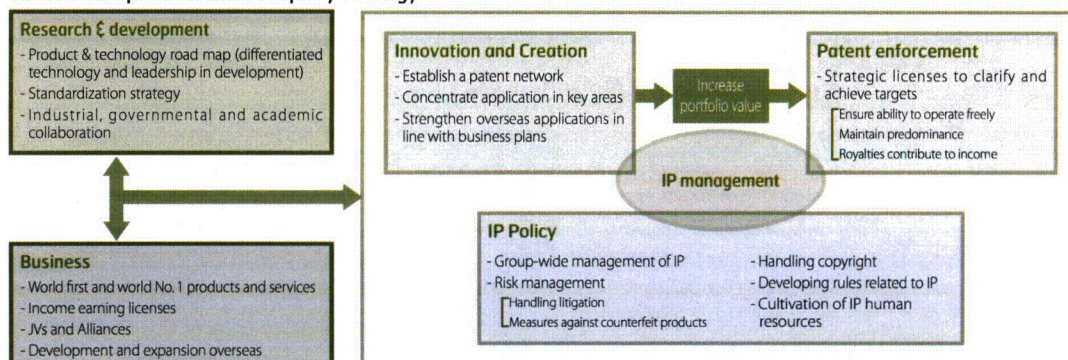 Research & development
- Product & technology road map (differentiated
technology and leadership in development)
- Standardization strategy
- Industrial, governmental and academic
collaboration
Business
- World first and world No. 1 products and services
- Income earning licenses
- JVs and Alliances
- Development and expansion overseas
Innovation and Creation
- Establish a patent network
- Concentrate application in key areas
- Strengthen overseas applications in
line with business plans
Increase
portfolio value
Patent enforcement
- Strategic licenses to clarify and
achieve targets
Ensure ability to operate freely
Maintain predominance
Royalties contribute to income
IP management
IP Policy
- Group-wide management of IP
- Risk management
Handling litigation
Measures against counterfeit products
- Handling copyright
- Developing rules related to IP
- Cultivation of IP human
resources